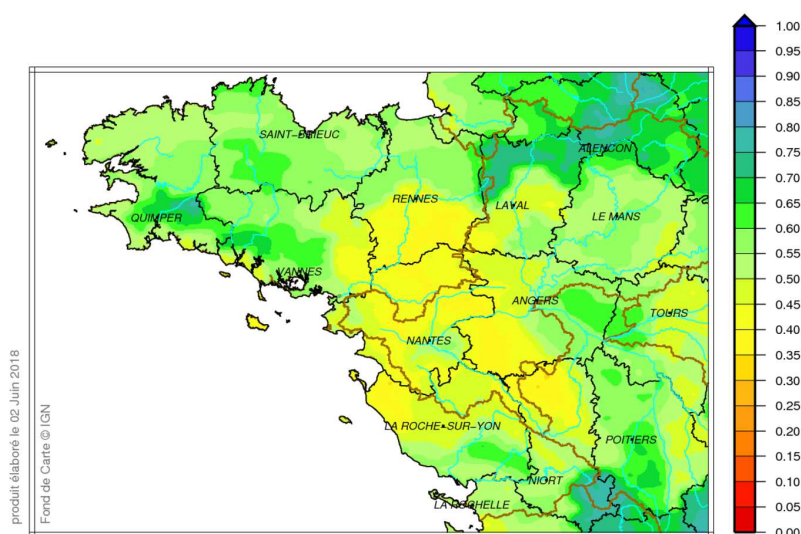 SAINT-BRIEUC
ALENCON
RENNES
LAVAL
LE MANS
QUIMPER
VANNES
ANGERS
TOURS
NANTES
LA ROCHE-SUR-YON
POITIERS
NIORT
LA ROCHELLE
produit élaboré le 02 Juin 2018
Fond de Carte © IGN
1.00
0.95
0.90
0.85
0.80
0.75
0.70
0.65
0.60
0.55
0.50
0.45
0.40
0.35
0.30
0.25
0.20
0.15
0.10
0.05
0.00